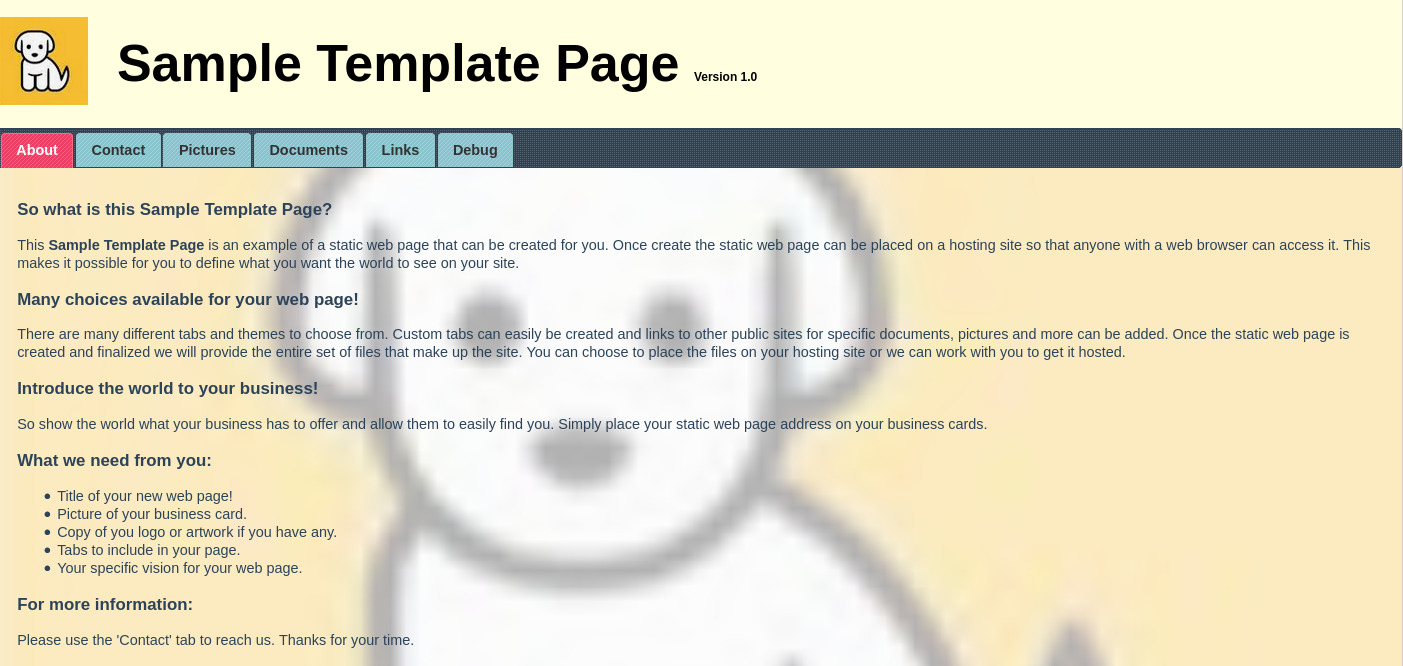 Sample Template Page Version 1.0
About Contact Pictures Documents Links Debug
So what is this Sample Template Page?
This Sample Template Page is an example of a static web page that can be created for you. Once create the static web page can be placed on a hosting site so that anyone with a web browser can access it. This
makes it possible for you to define what you want the world to see on your site.
Many choices available for your web page!
There are many different tabs and themes to choose from. Custom tabs can easily be created and links to other public sites for specific documents, pictures and more can be added. Once the static web page is
created and finalized we will provide the entire set of files that make up the site. You can choose to place the files on your hosting site or we can work with you to get it hosted.
Introduce the world to your business!
So show the world what your business has to offer and allow them to easily find you. Simply place your static web page address on your business cards.
What we need from you:
Title of your new web page!
Picture of your business card.
Copy of you logo or artwork if you have any.
Tabs to include in your page.
Your specific vision for your web page.
For more information:
Please use the 'Contact' tab to reach us. Thanks for your time.